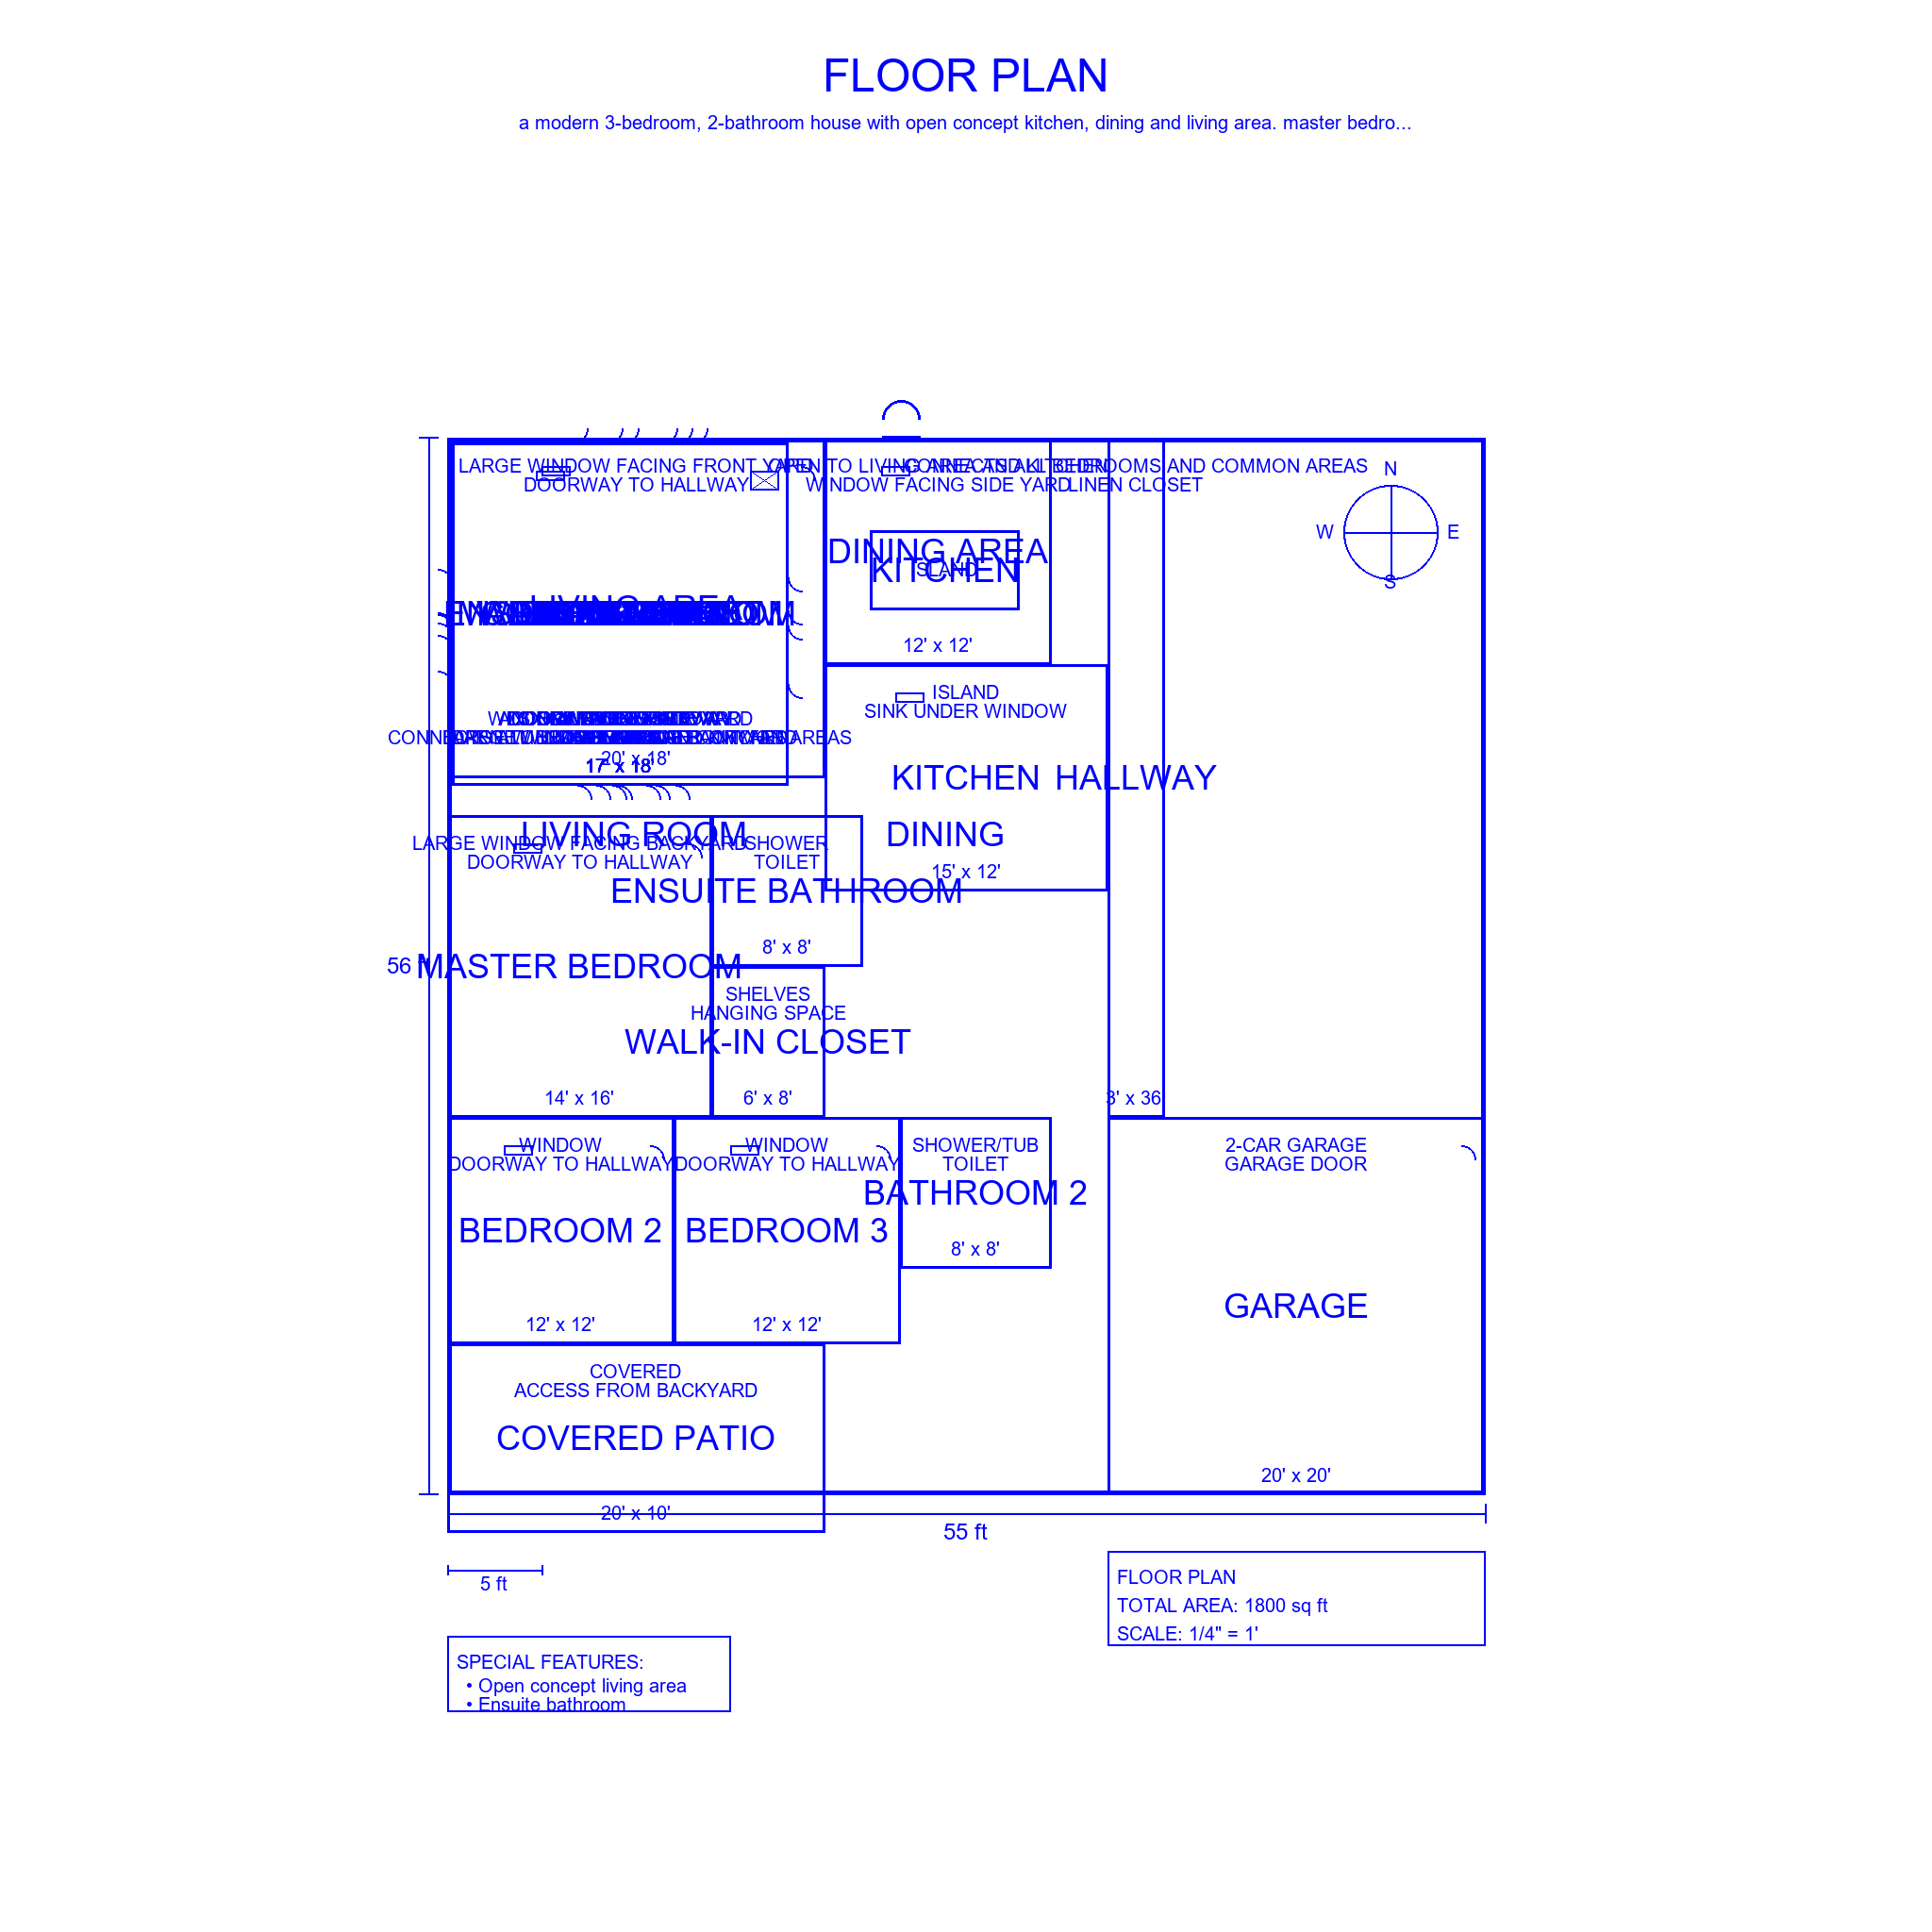 FLOOR PLAN
a modern 3-bedroom, 2-bathroom house with open concept kitchen, dining and living area. master bedro...
LARGE WINDOW FACING FRONT YARD
DOORWAY TO HALLWAY
OPEN TO LIVING AREA AND KITCHEN
WINDOW FACING SIDE YARD
CONNECTS ALL BEDROOMS AND COMMON AREAS
LINEN CLOSET
N
W
E
S
DINING AREA
KITCHEN
ISLAND
LIVING AREA
12' x 12'
20' x 18'
17' x 18'
ISLAND
SINK UNDER WINDOW
KITCHEN
HALLWAY
LIVING ROOM
DINING
LARGE WINDOW FACING BACKYARD
DOORWAY TO HALLWAY
SHOWER
TOILET
15' x 12'
ENSUITE BATHROOM
8' x 8'
56
MASTER BEDROOM
SHELVES
HANGING SPACE
WALK-IN CLOSET
14' x 16'
6' x 8'
3' x 36
WINDOW
DOORWAY TO HALLWAY
WINDOW
DOORWAY TO HALLWAY
SHOWER/TUB
TOILET
2-CAR GARAGE
GARAGE DOOR
BATHROOM 2
BEDROOM 2
BEDROOM 3
8' x 8'
GARAGE
12' x 12'
12' x 12'
COVERED
ACCESS FROM BACKYARD
COVERED PATIO
20' x 20'
20' x 10'
55 ft
5 ft
FLOOR PLAN
TOTAL AREA: 1800 sq ft
SCALE: 1/4" = 1'
SPECIAL FEATURES:
• Open concept living area
• Ensuite bathroom